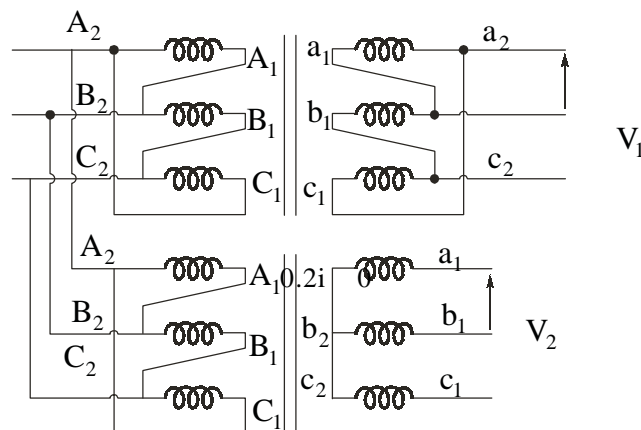 A2 a2
A1 a1
B2
B1 b1
V1
C2 c2
C1 c1
A2 a1
A1 0.2i 0
B2 b2 b1
V2
C2 B1
c2 c1
C1